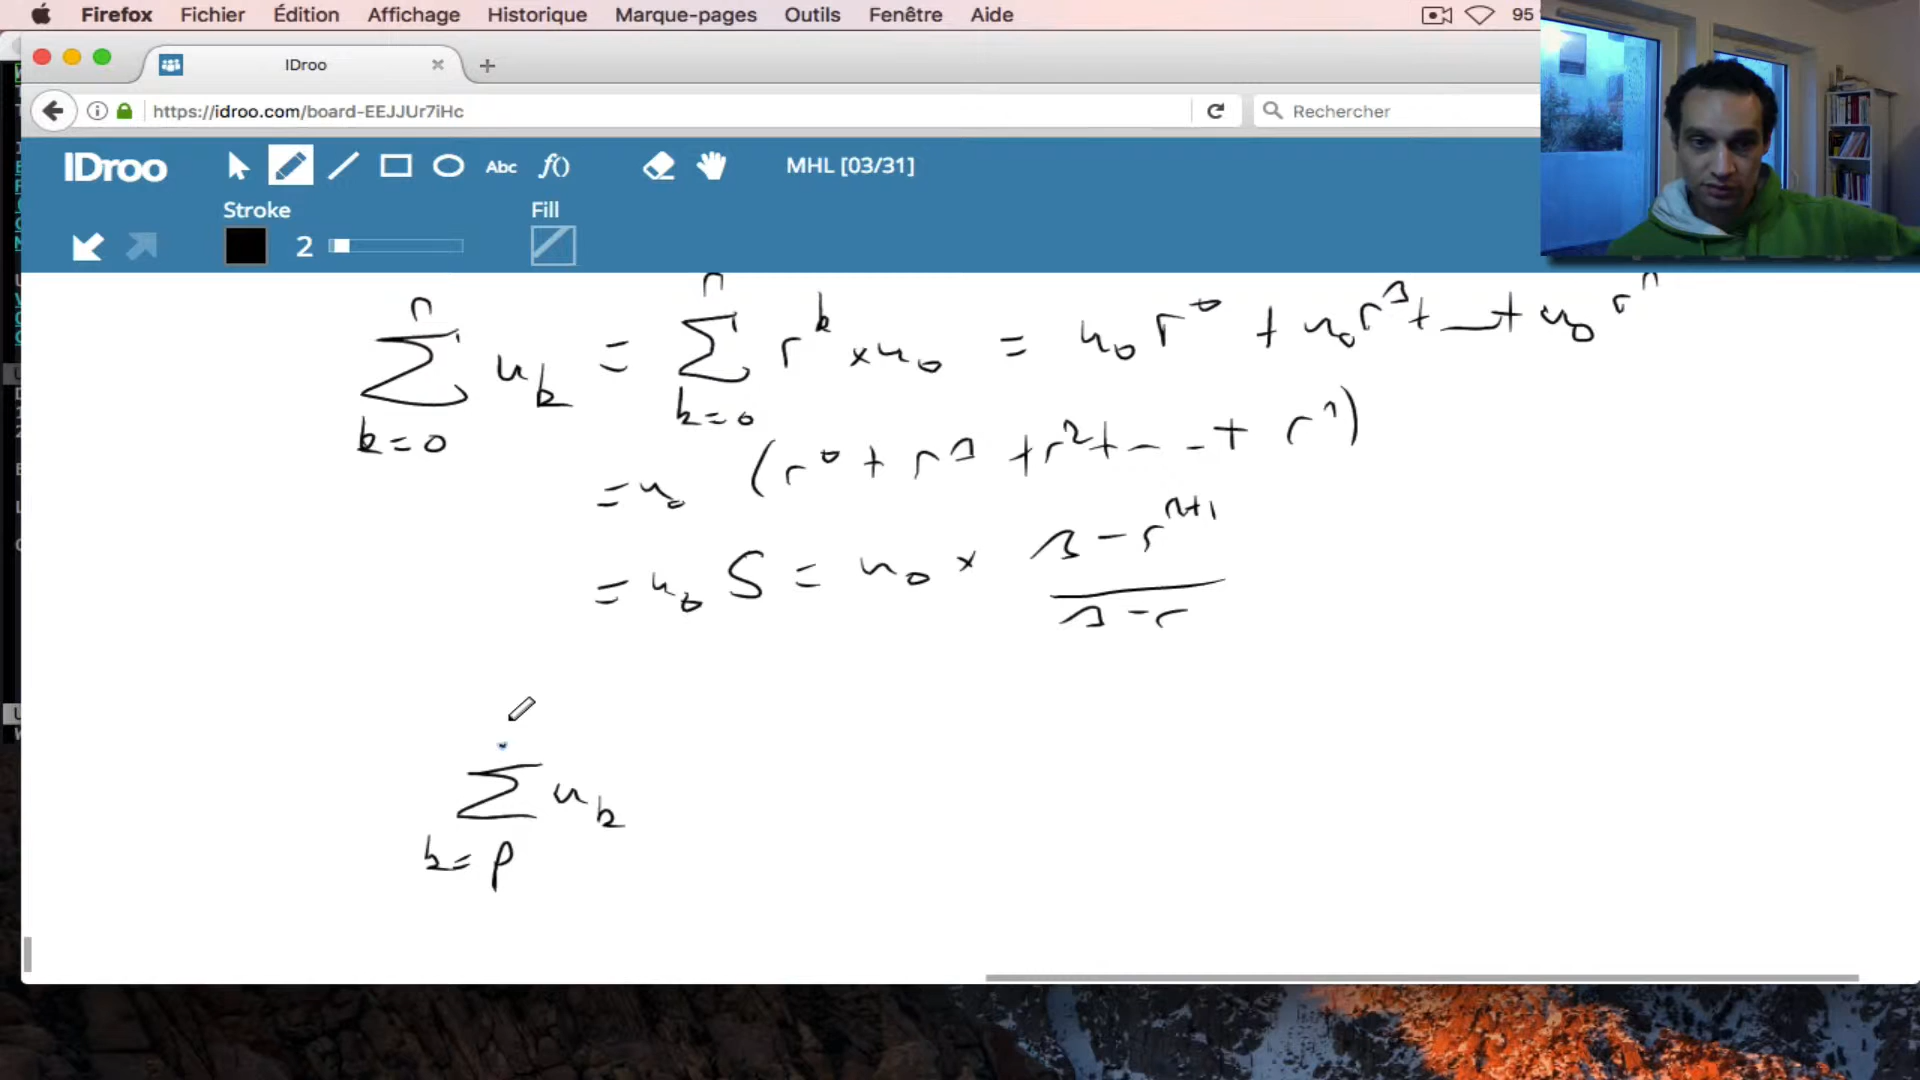 Firefox Fichier Édition Affichage Historique Marque-pages Outils Fenêtre Aide 95
IDroo
https://idroo.com/board-EEJJUr7iHc
Rechercher
IDroo Abc f() MHL [03/31]
Stroke Fill
2
n n
∑ u_k = ∑ r^k × u_0 = u_0 r^0 + u_0 r^1 + ... + u_0 r^n
k=0 k=0
= u_0 (r^0 + r^1 + r^2 + ... + r^n)
= u_0 S = u_0 × (1 - r^{n+1}) / (1 - r)
∑ u_k
k = p